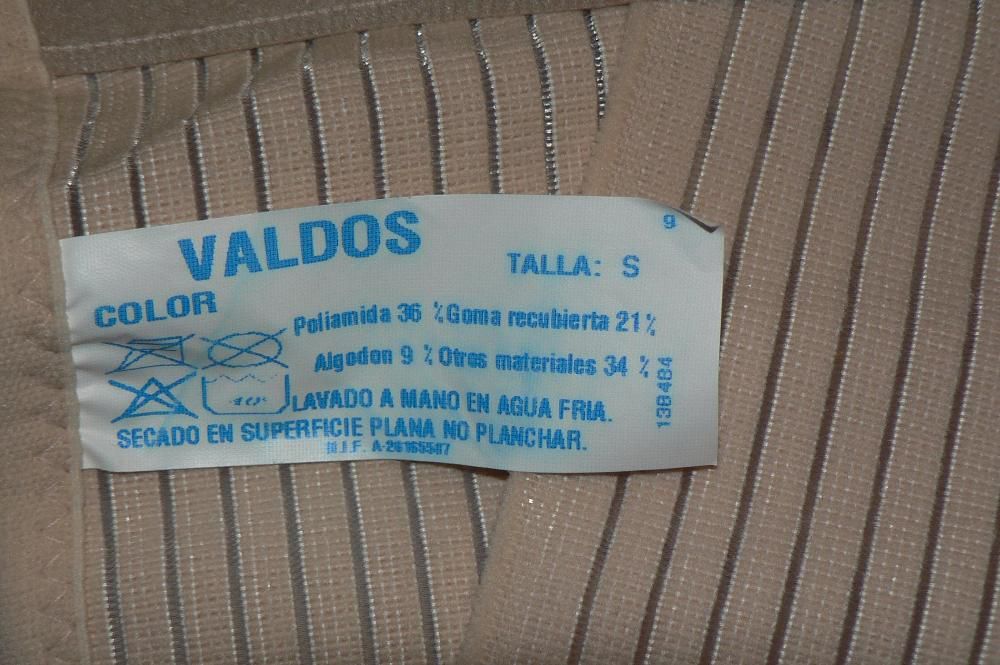 VALDOS
9
TALLA: S
COLOR
Poliamida 36 % Goma recubierta 21 %
Algodon 9 % Otros materiales 34 %
LAVADO A MANO EN AGUA FRIA.
SECADO EN SUPERFICIE PLANA NO PLANCHAR.
N.I.F.
138484